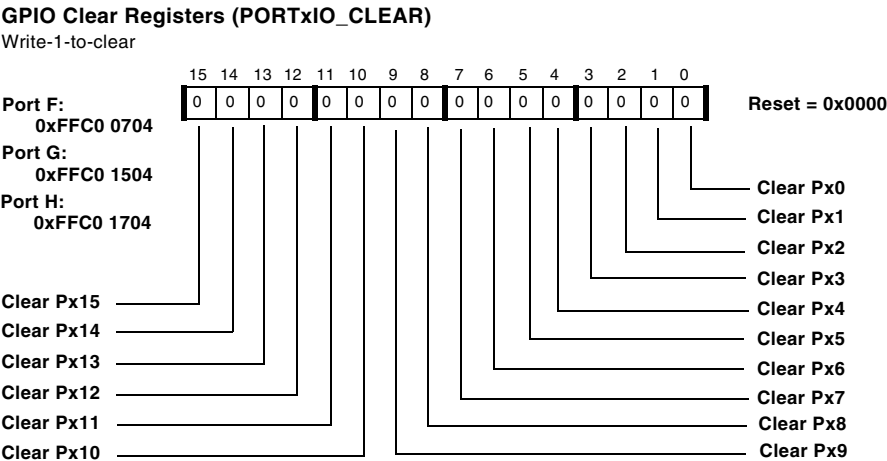 GPIO Clear Registers (PORTxIO_CLEAR)
Write-1-to-clear
15 14 13 12 11 10 9 8 7 6 5 4 3 2 1 0
0 0 0 0 0 0 0 0 0 0 0 0 0 0 0 0
Reset = 0x0000
Port F:
0xFFC0 0704
Port G:
0xFFC0 1504
Port H:
0xFFC0 1704
Clear Px15
Clear Px14
Clear Px13
Clear Px12
Clear Px11
Clear Px10
Clear Px0
Clear Px1
Clear Px2
Clear Px3
Clear Px4
Clear Px5
Clear Px6
Clear Px7
Clear Px8
Clear Px9